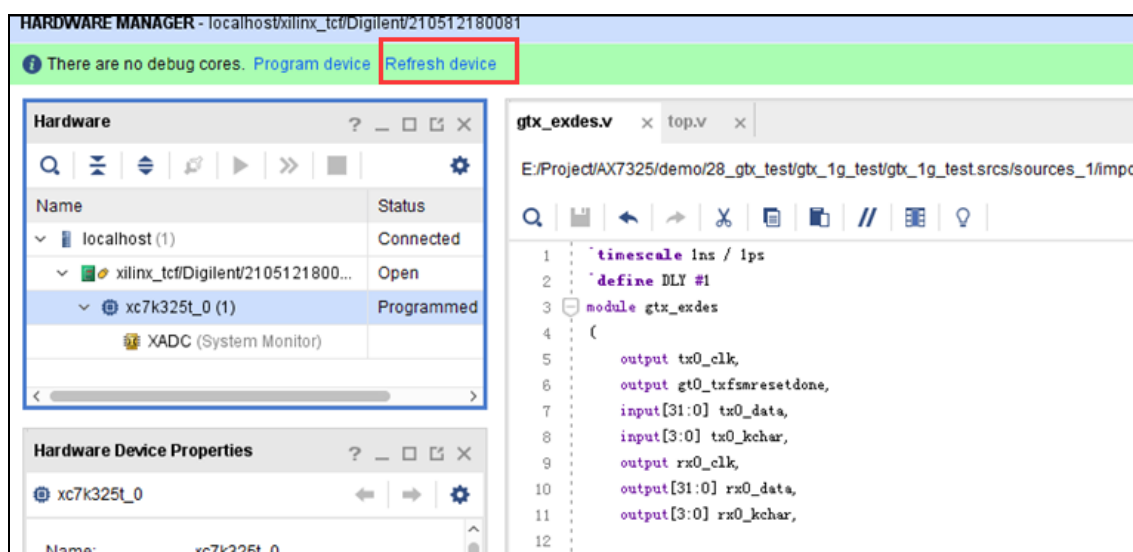 HARDWARE MANAGER - localhost/xilinx_tcf/Digilent/210512180081
There are no debug cores. Program device Refresh device
Hardware
Name Status
localhost (1) Connected
xilinx_tcf/Digilent/2105121800... Open
xc7k325t_0 (1) Programmed
XADC (System Monitor)
Hardware Device Properties
xc7k325t_0
Name: xc7k325t_0
gtx_exdes.v top.v
E:/Project/AX7325/demo/28_gtx_test/gtx_1g_test/gtx_1g_test.srcs/sources_1/impo
1 `timescale 1ns / 1ps
2 `define DLY #1
3 module gtx_exdes
4 (
5 output tx0_clk,
6 output gt0_txfsmresetdone,
7 input[31:0] tx0_data,
8 input[3:0] tx0_kchar,
9 output rx0_clk,
10 output[31:0] rx0_data,
11 output[3:0] rx0_kchar,
12